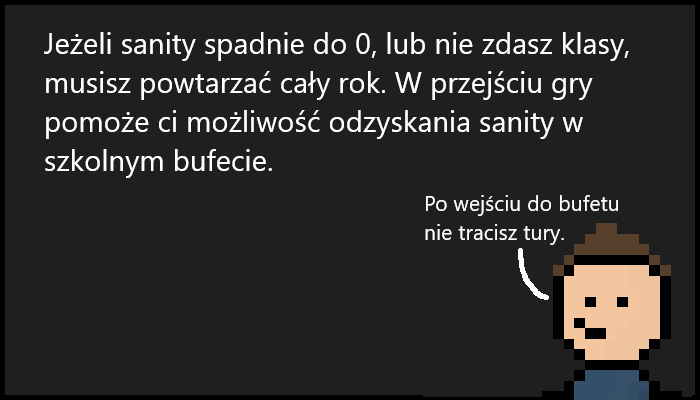 Jeżeli sanity spadnie do 0, lub nie zdasz klasy,
musisz powtarzać cały rok. W przejściu gry
pomoże ci możliwość odzyskania sanity w
szkolnym bufecie.
Po wejściu do bufetu
nie tracisz tury.